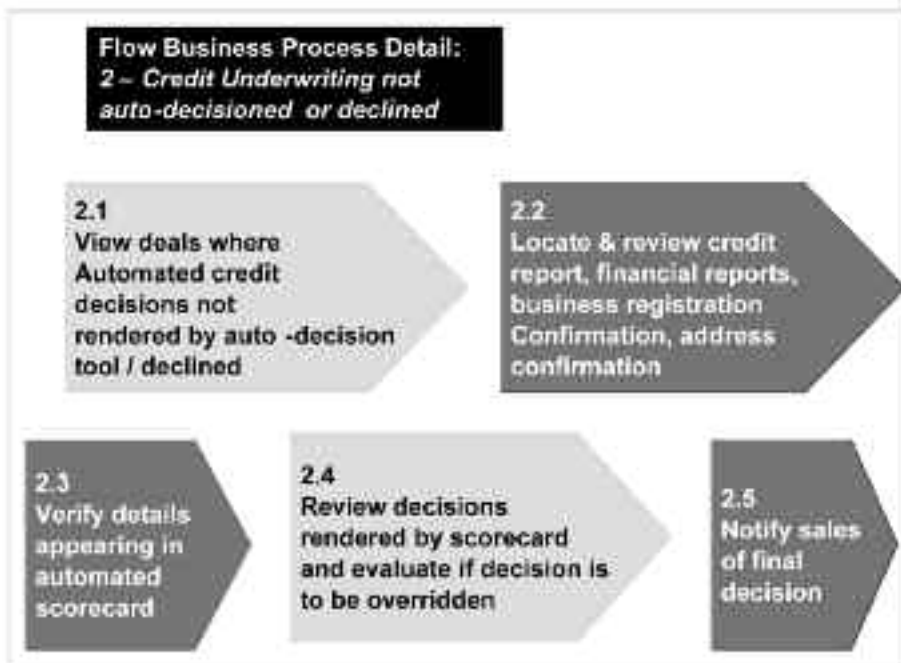 Flow Business Process Detail:
2 – Credit Underwriting not
auto-decisioned or declined
2.1
View deals where
Automated credit
decisions not
rendered by auto -decision
tool / declined
2.2
Locate & review credit
report, financial reports,
business registration
Confirmation, address
confirmation
2.3
Verify details
appearing in
automated
scorecard
2.4
Review decisions
rendered by scorecard
and evaluate if decision is
to be overridden
2.5
Notify sales
of final
decision